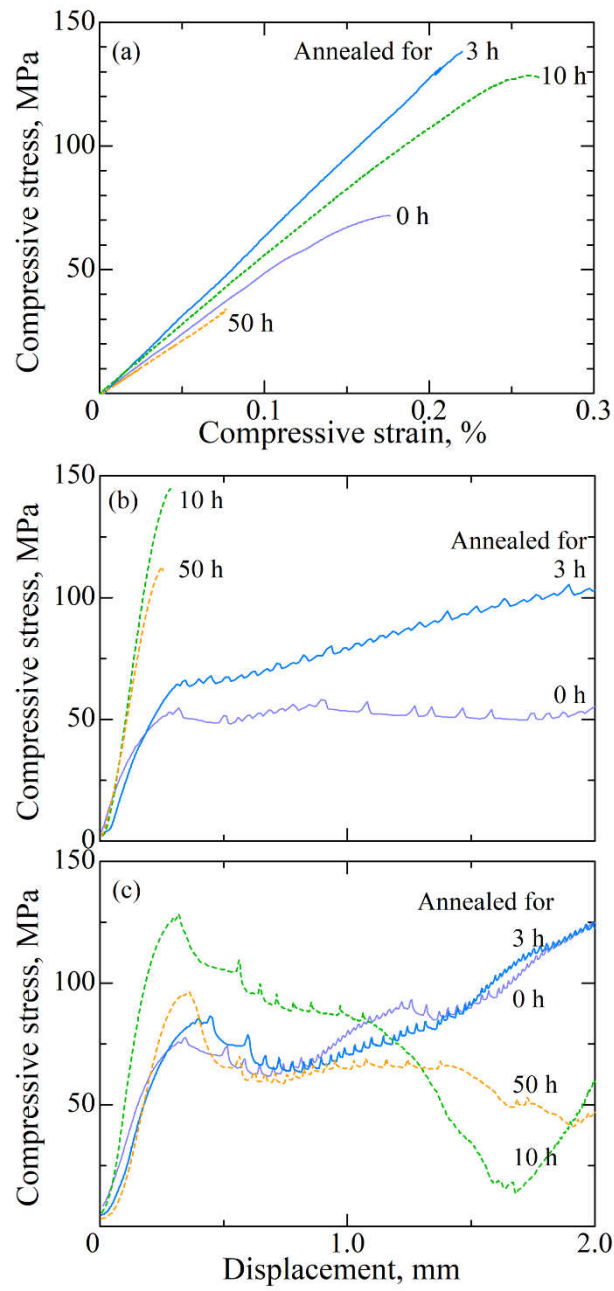 150
(a)
Annealed for
3 h
10 h
100
0 h
50
50 h
Compressive stress, MPa
0
0.1
0.2
0.3
Compressive strain, %
150
(b)
10 h
50 h
Annealed for
3 h
100
0 h
50
Compressive stress, MPa
0
150
(c)
Annealed for
3 h
0 h
100
50 h
50
10 h
Compressive stress, MPa
0
1.0
2.0
Displacement, mm